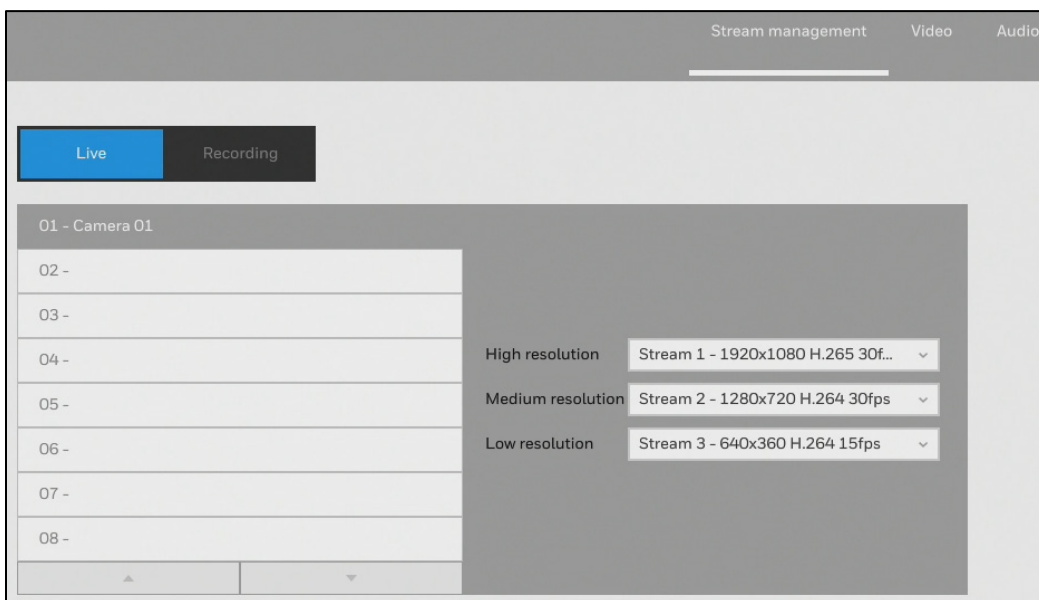 Stream management Video Audio
Live Recording
01 - Camera 01
02 -
03 -
04 -
05 -
06 -
07 -
08 -
High resolution Stream 1 - 1920x1080 H.265 30f...
Medium resolution Stream 2 - 1280x720 H.264 30fps
Low resolution Stream 3 - 640x360 H.264 15fps